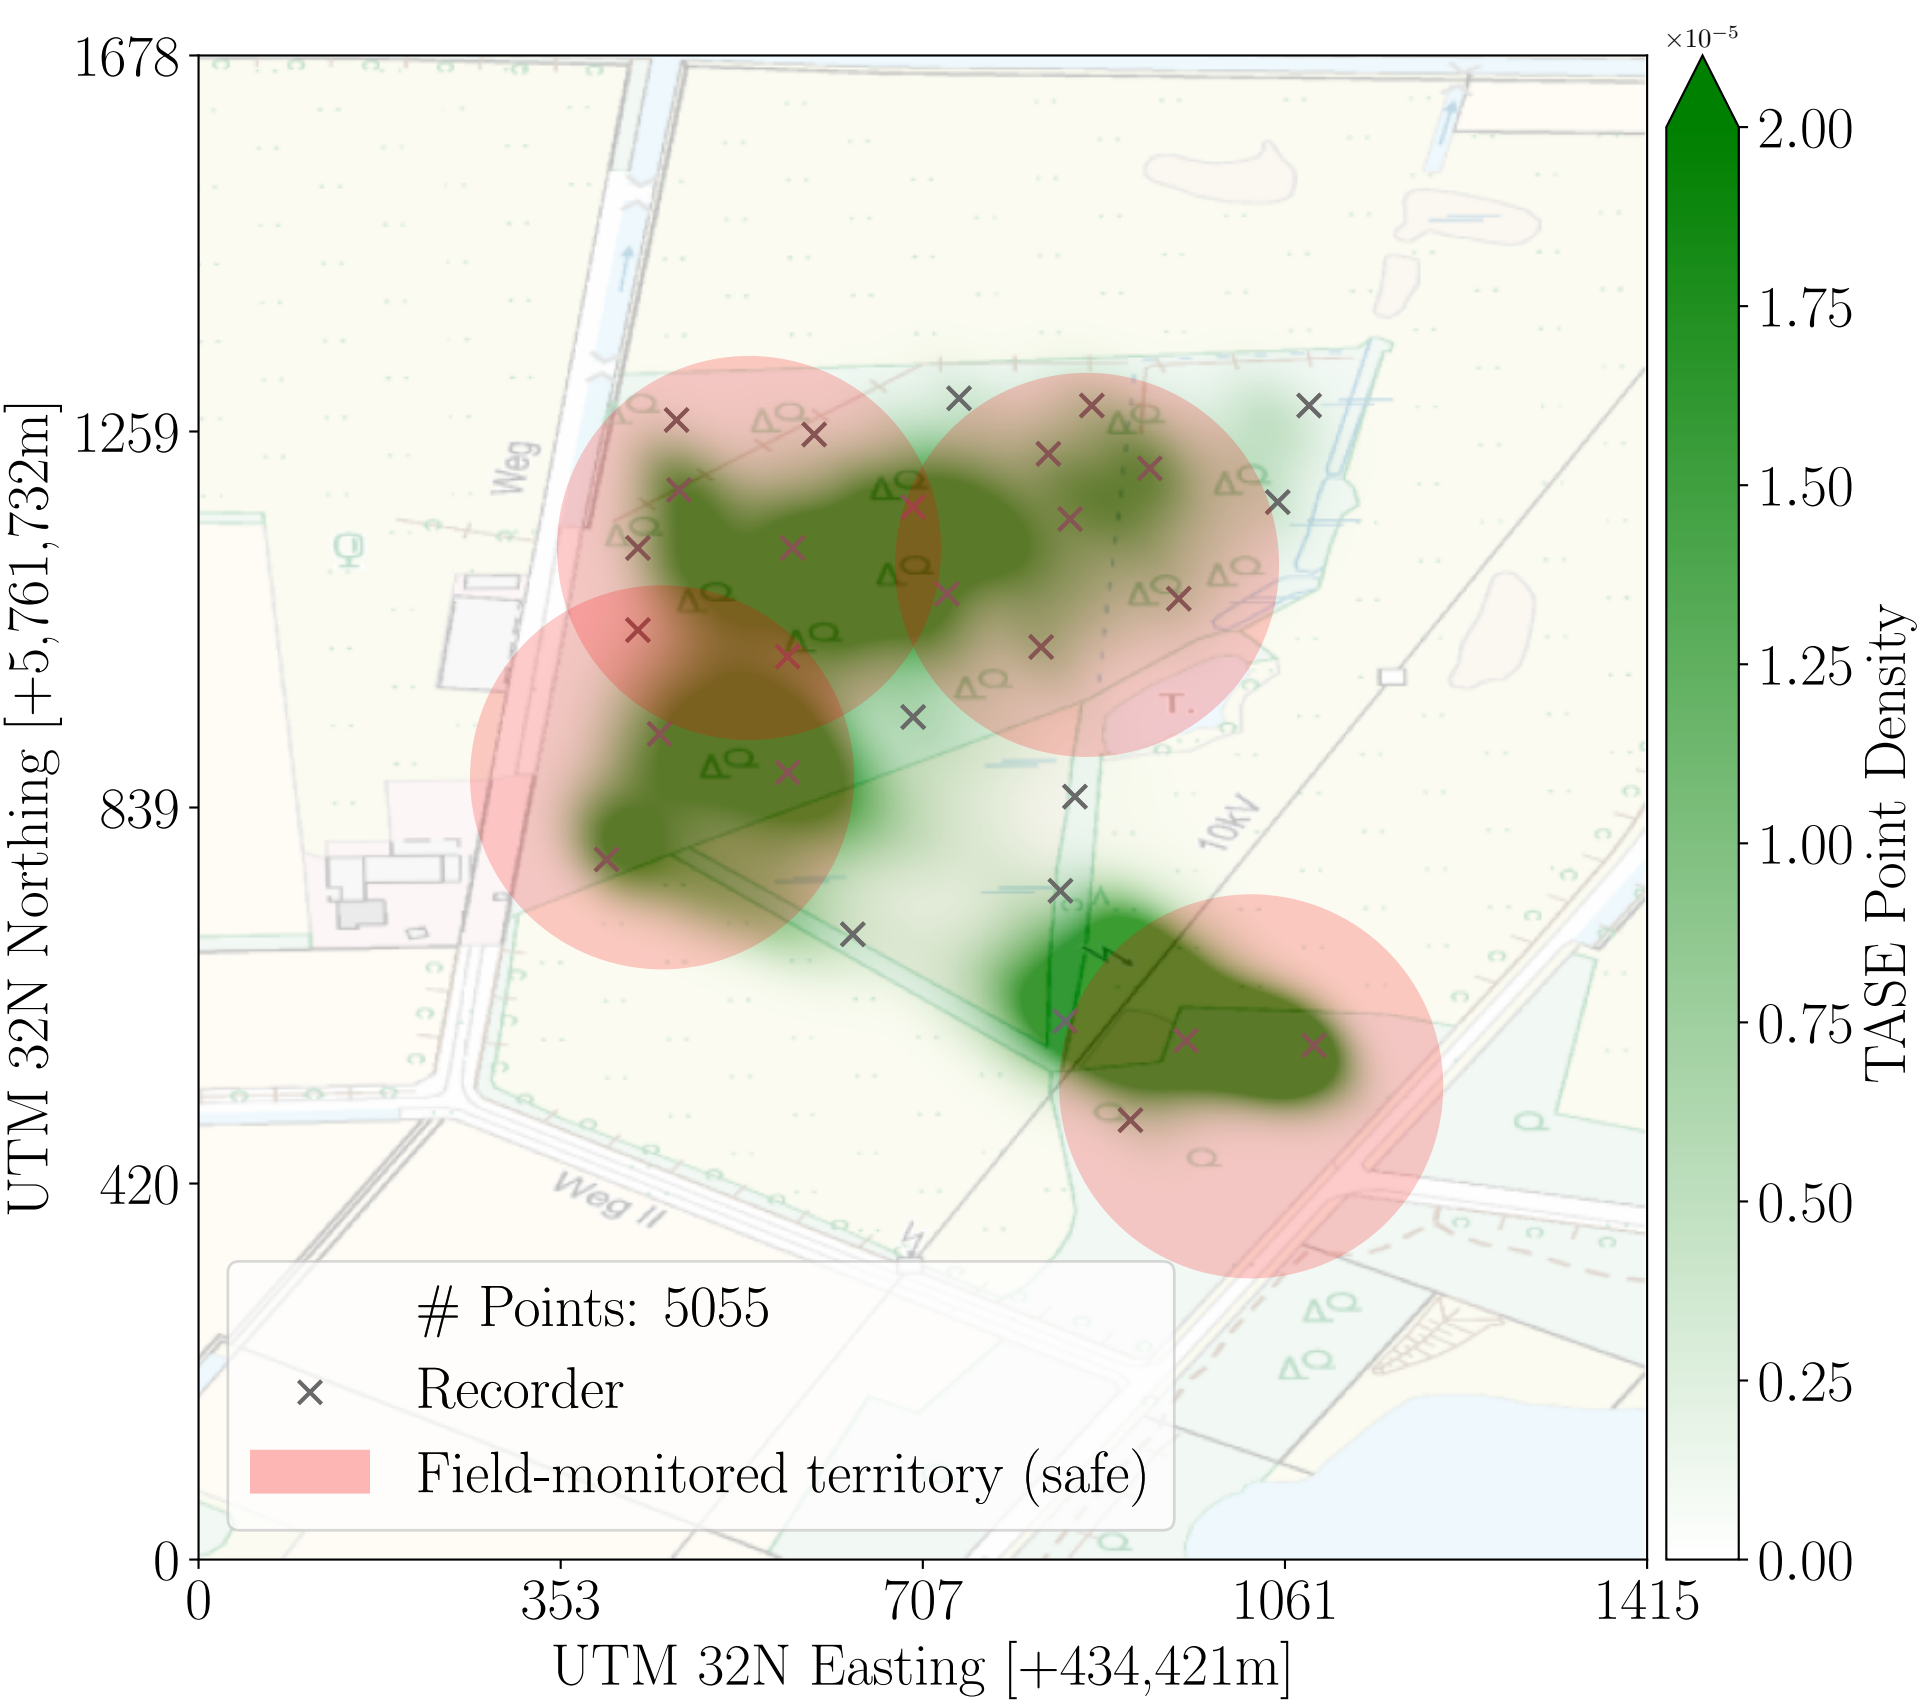 ×10⁻⁵
1678
1259
839
420
0
UTM 32N Northing [+5,761,732m]
Weg
T.
10kV
Weg II
# Points: 5055
Recorder
Field-monitored territory (safe)
0
353
707
1061
1415
UTM 32N Easting [+434,421m]
2.00
1.75
1.50
1.25
1.00
0.75
0.50
0.25
0.00
TASE Point Density